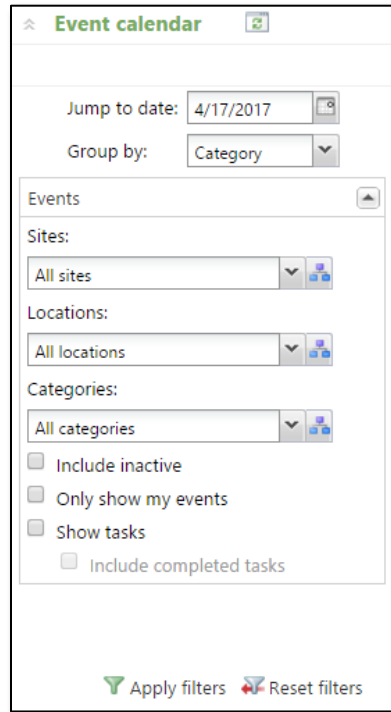 Event calendar
Jump to date: 4/17/2017
Group by: Category
Events
Sites:
All sites
Locations:
All locations
Categories:
All categories
Include inactive
Only show my events
Show tasks
Include completed tasks
Apply filters Reset filters